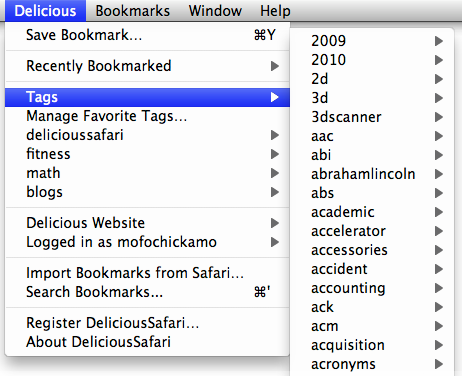 Delicious Bookmarks Window Help
Save Bookmark... ⌘Y
Recently Bookmarked
Tags
Manage Favorite Tags...
delicioussafari
fitness
math
blogs
Delicious Website
Logged in as mofochickamo
Import Bookmarks from Safari...
Search Bookmarks... ⌘'
Register DeliciousSafari...
About DeliciousSafari
2009
2010
2d
3d
3dscanner
aac
abi
abrahamlincoln
abs
academic
accelerator
accessories
accident
accounting
ack
acm
acquisition
acronyms